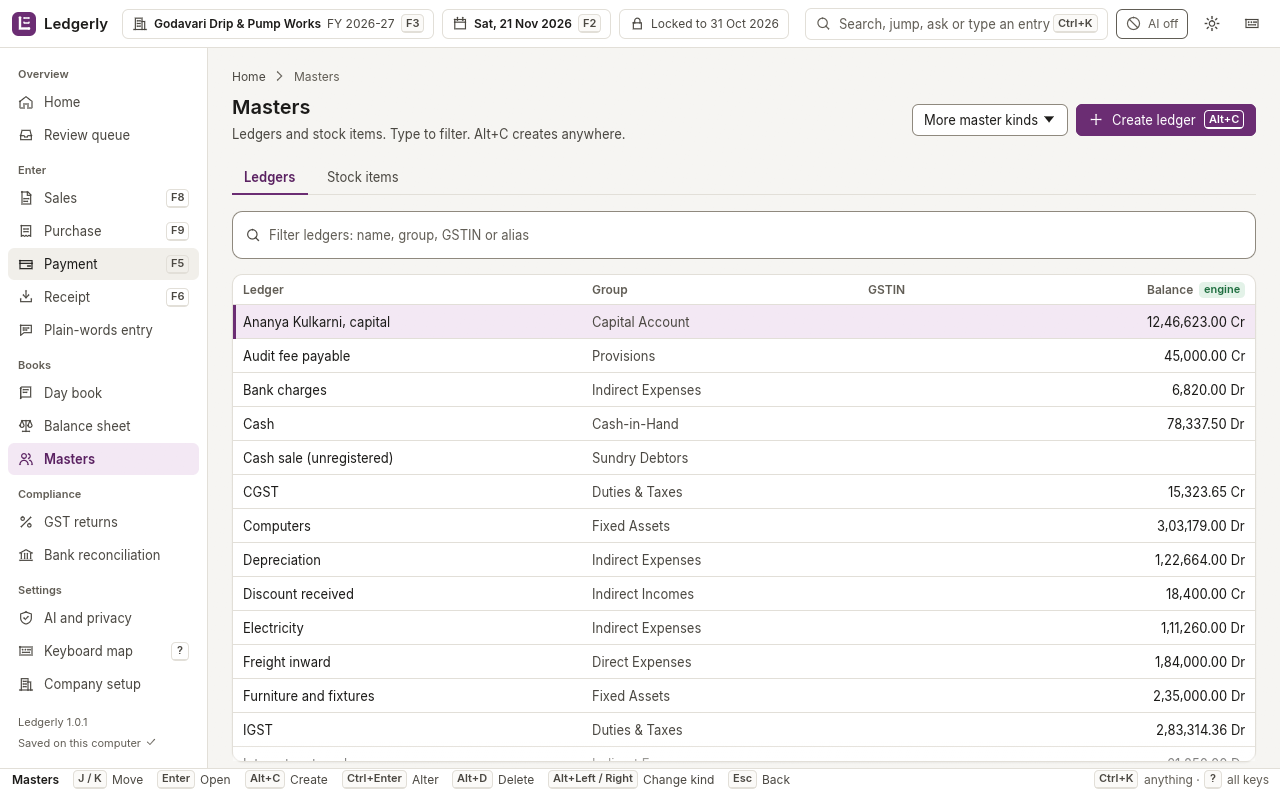 Ledgerly
Godavari Drip & Pump Works FY 2026-27 F3
Sat, 21 Nov 2026 F2
Locked to 31 Oct 2026
Search, jump, ask or type an entry Ctrl+K
AI off
Overview
Home
Review queue
Enter
Sales F8
Purchase F9
Payment F5
Receipt F6
Plain-words entry
Books
Day book
Balance sheet
Masters
Compliance
GST returns
Bank reconciliation
Settings
AI and privacy
Keyboard map ?
Company setup
Ledgerly 1.0.1
Saved on this computer
Home > Masters
Masters
Ledgers and stock items. Type to filter. Alt+C creates anywhere.
More master kinds
Create ledger Alt+C
Ledgers Stock items
Filter ledgers: name, group, GSTIN or alias
Ledger Group GSTIN Balance engine
Ananya Kulkarni, capital Capital Account 12,46,623.00 Cr
Audit fee payable Provisions 45,000.00 Cr
Bank charges Indirect Expenses 6,820.00 Dr
Cash Cash-in-Hand 78,337.50 Dr
Cash sale (unregistered) Sundry Debtors
CGST Duties & Taxes 15,323.65 Cr
Computers Fixed Assets 3,03,179.00 Dr
Depreciation Indirect Expenses 1,22,664.00 Dr
Discount received Indirect Incomes 18,400.00 Cr
Electricity Indirect Expenses 1,11,260.00 Dr
Freight inward Direct Expenses 1,84,000.00 Dr
Furniture and fixtures Fixed Assets 2,35,000.00 Dr
IGST Duties & Taxes 2,83,314.36 Dr
Masters J / K Move Enter Open Alt+C Create Ctrl+Enter Alter Alt+D Delete Alt+Left / Right Change kind Esc Back Ctrl+K anything · ? all keys